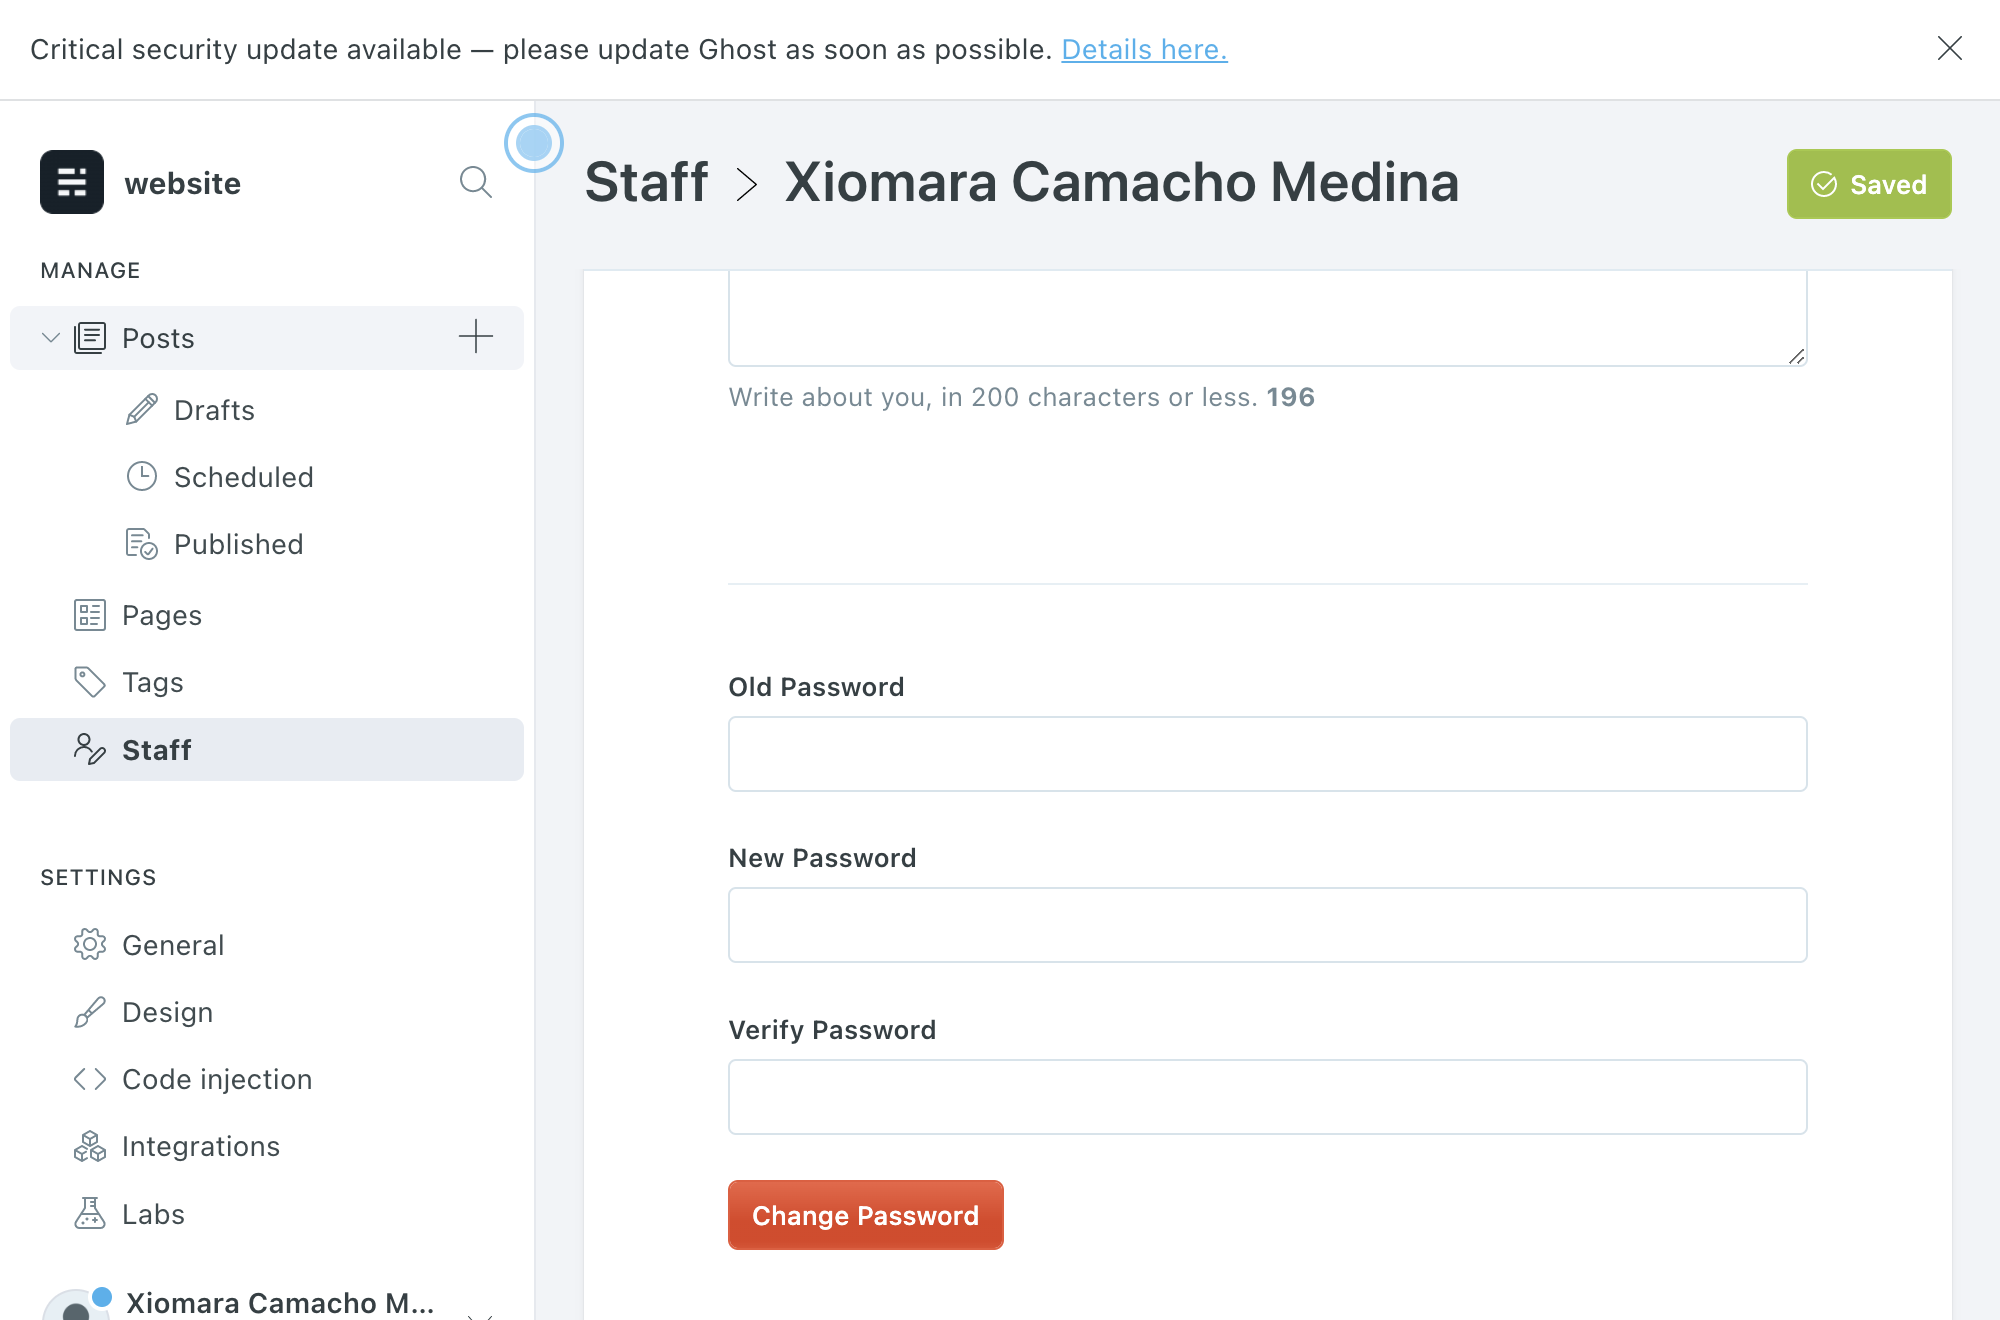 Critical security update available — please update Ghost as soon as possible. Details here.
website
MANAGE
Posts
Drafts
Scheduled
Published
Pages
Tags
Staff
SETTINGS
General
Design
Code injection
Integrations
Labs
Xiomara Camacho M...
Staff > Xiomara Camacho Medina
Saved
Write about you, in 200 characters or less. 196
Old Password
New Password
Verify Password
Change Password